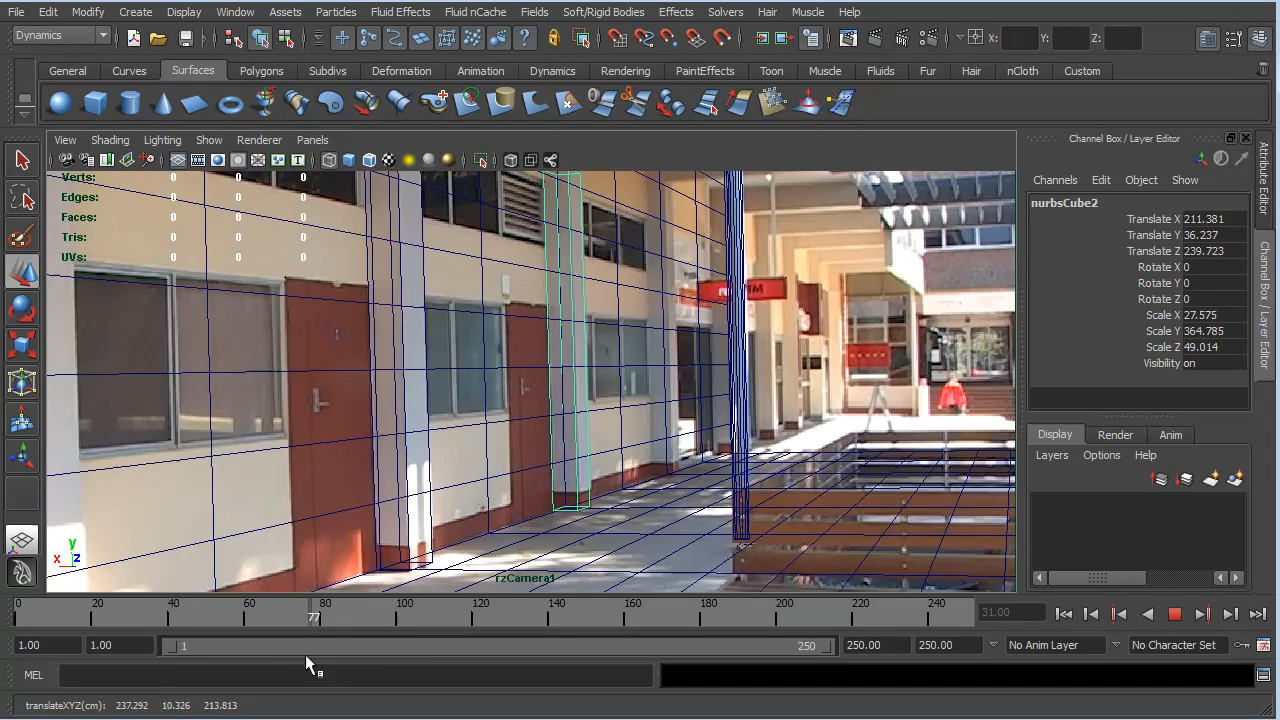 File Edit Modify Create Display Window Assets Particles Fluid Effects Fluid nCache Fields Soft/Rigid Bodies Effects Solvers Hair Muscle Help
Dynamics X: Y: Z:
General Curves Surfaces Polygons Subdivs Deformation Animation Dynamics Rendering PaintEffects Toon Muscle Fluids Fur Hair nCloth Custom
View Shading Lighting Show Renderer Panels
Verts: 0 0 0
Edges: 0 0 0
Faces: 0 0 0
Tris: 0 0 0
UVs: 0 0 0
y
x z
rzCamera1
Channel Box / Layer Editor
Channels Edit Object Show
nurbsCube2
Translate X 211.381
Translate Y 36.237
Translate Z 239.723
Rotate X 0
Rotate Y 0
Rotate Z 0
Scale X 27.575
Scale Y 364.785
Scale Z 49.014
Visibility on
Display Render Anim
Layers Options Help
Attribute Editor
Channel Box / Layer Editor
0 20 40 60 80 100 120 140 160 180 200 220 240
77
31.00
1.00 1.00 1 250 250.00 250.00 No Anim Layer No Character Set
MEL
translateXYZ(cm): 237.292 10.326 213.813